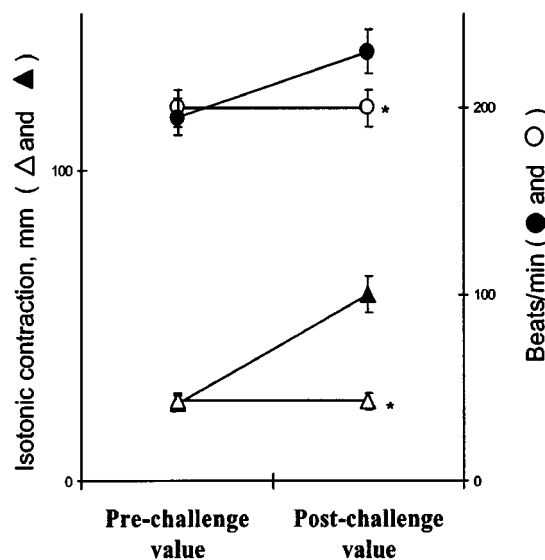 Isotonic contraction, mm ( △ and ▲ )
100
0
200
100
0
Beats/min ( ● and ○ )
*
*
Pre-challenge
value
Post-challenge
value